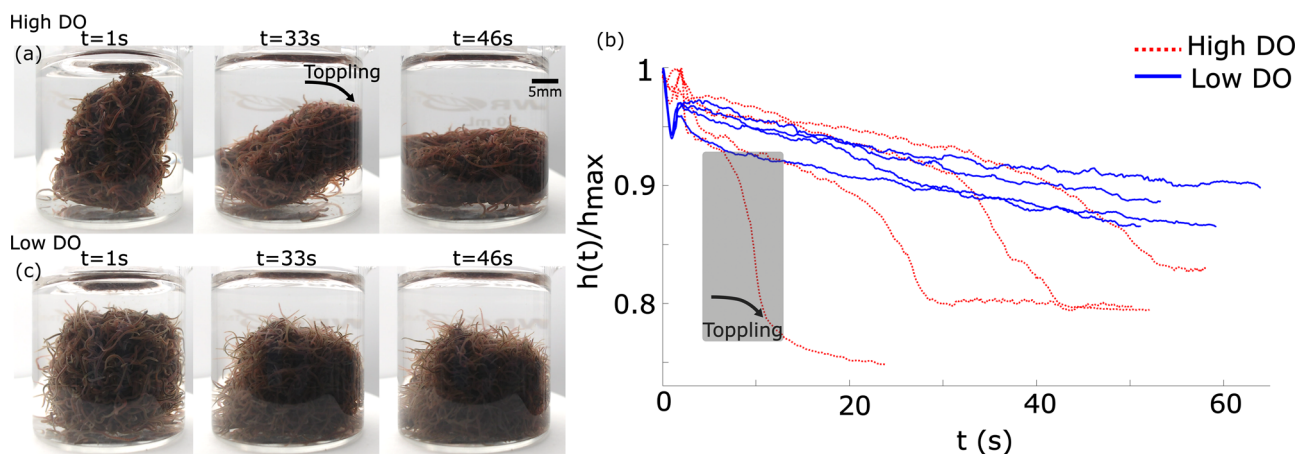 High DO
(a)
t=1s
t=33s
t=46s
Toppling
5mm
Low DO
(c)
t=1s
t=33s
t=46s
(b)
High DO
Low DO
1
0.9
0.8
h(t)/hmax
Toppling
0
20
40
60
t (s)